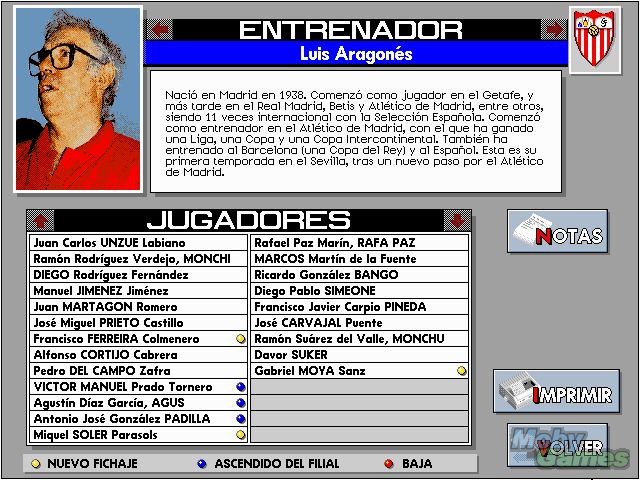 ENTRENADOR
Luis Aragonés
Nació en Madrid en 1938. Comenzó como jugador en el Getafe, y
más tarde en el Real Madrid, Betis y Atlético de Madrid, entre otros,
siendo 11 veces internacional con la Selección Española. Comenzó
como entrenador en el Atlético de Madrid, con el que ha ganado
una Liga, una Copa y una Copa Intercontinental. También ha
entrenado al Barcelona (una Copa del Rey) y al Español. Esta es su
primera temporada en el Sevilla, tras un nuevo paso por el Atlético
de Madrid.
JUGADORES
Juan Carlos UNZUE Labiano
Ramón Rodríguez Verdejo, MONCHI
DIEGO Rodríguez Fernández
Manuel JIMENEZ Jiménez
Juan MARTAGON Romero
José Miguel PRIETO Castillo
Francisco FERREIRA Colmenero
Alfonso CORTIJO Cabrera
Pedro DEL CAMPO Zafra
VICTOR MANUEL Prado Tornero
Agustín Díaz García, AGUS
Antonio José González PADILLA
Miquel SOLER Parasols
Rafael Paz Marín, RAFA PAZ
MARCOS Martín de la Fuente
Ricardo González BANGO
Diego Pablo SIMEONE
Francisco Javier Carpio PINEDA
José CARVAJAL Puente
Ramón Suárez del Valle, MONCHU
Davor SUKER
Gabriel MOYA Sanz
NOTAS
IMPRIMIR
VOLVER
NUEVO FICHAJE
ASCENDIDO DEL FILIAL
BAJA
Moby
Games